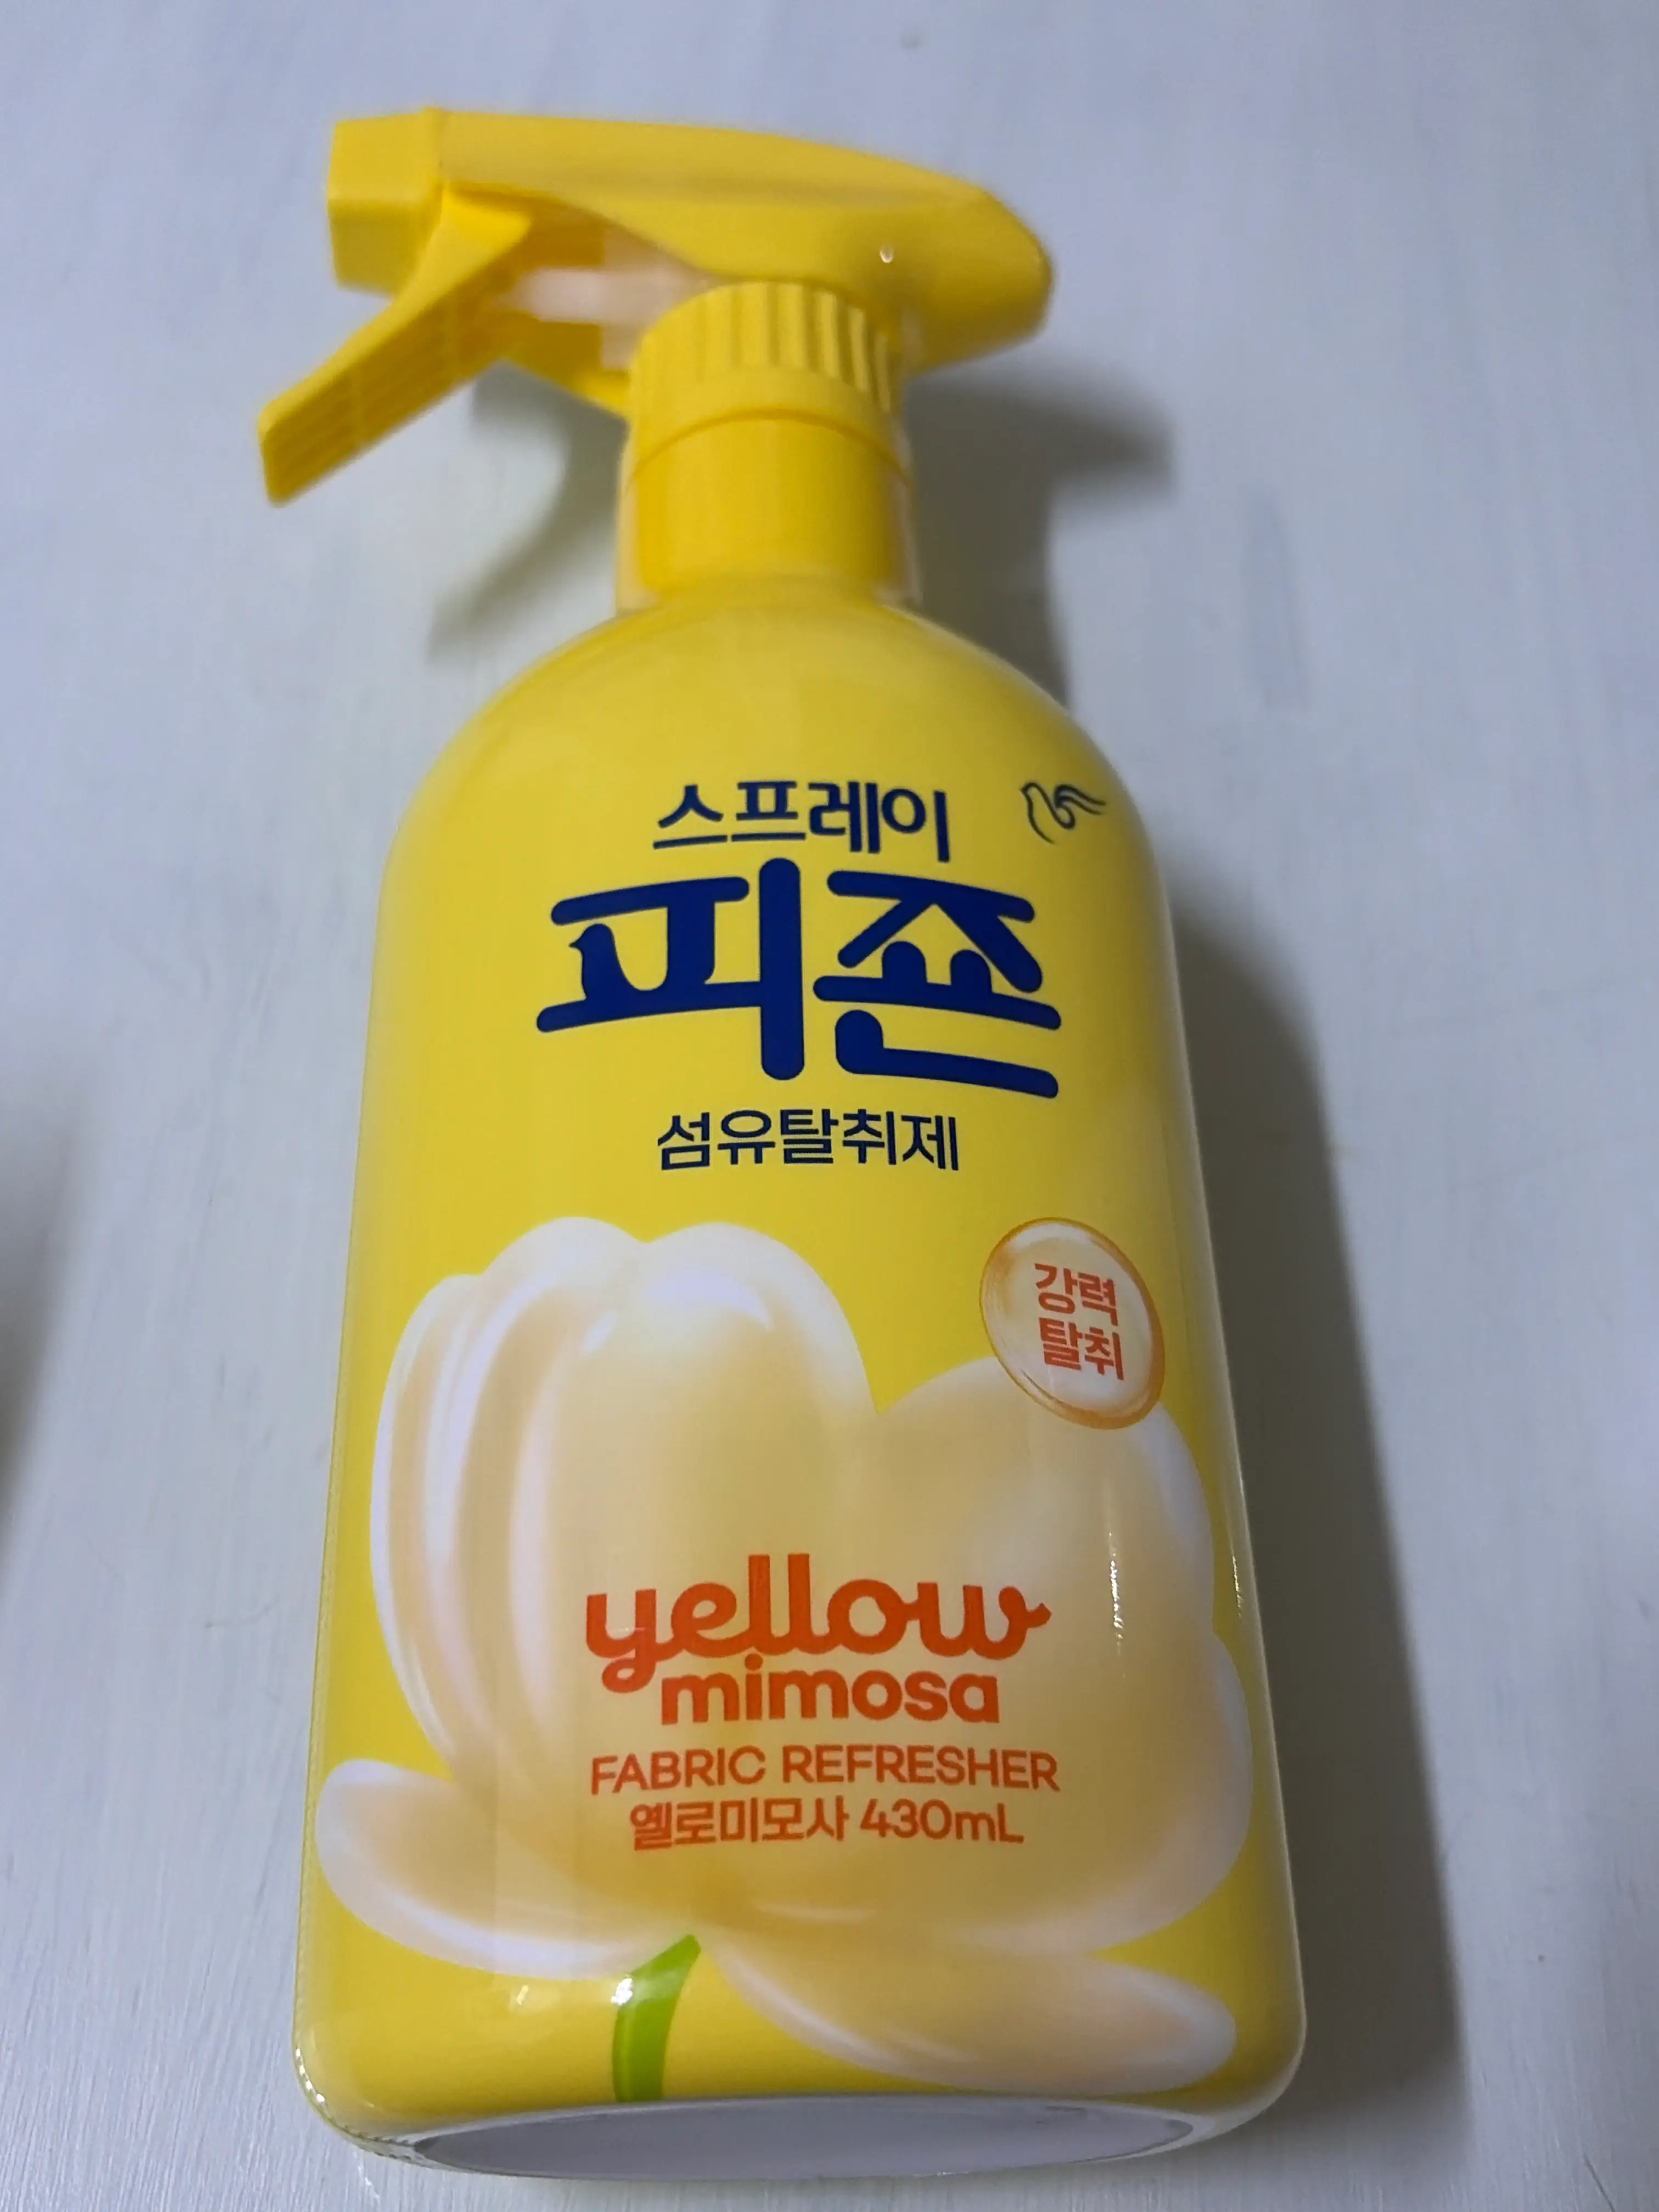 스프레이
피죤
섬유탈취제
강력
탈취
yellow
mimosa
FABRIC REFRESHER
옐로미모사 430mL